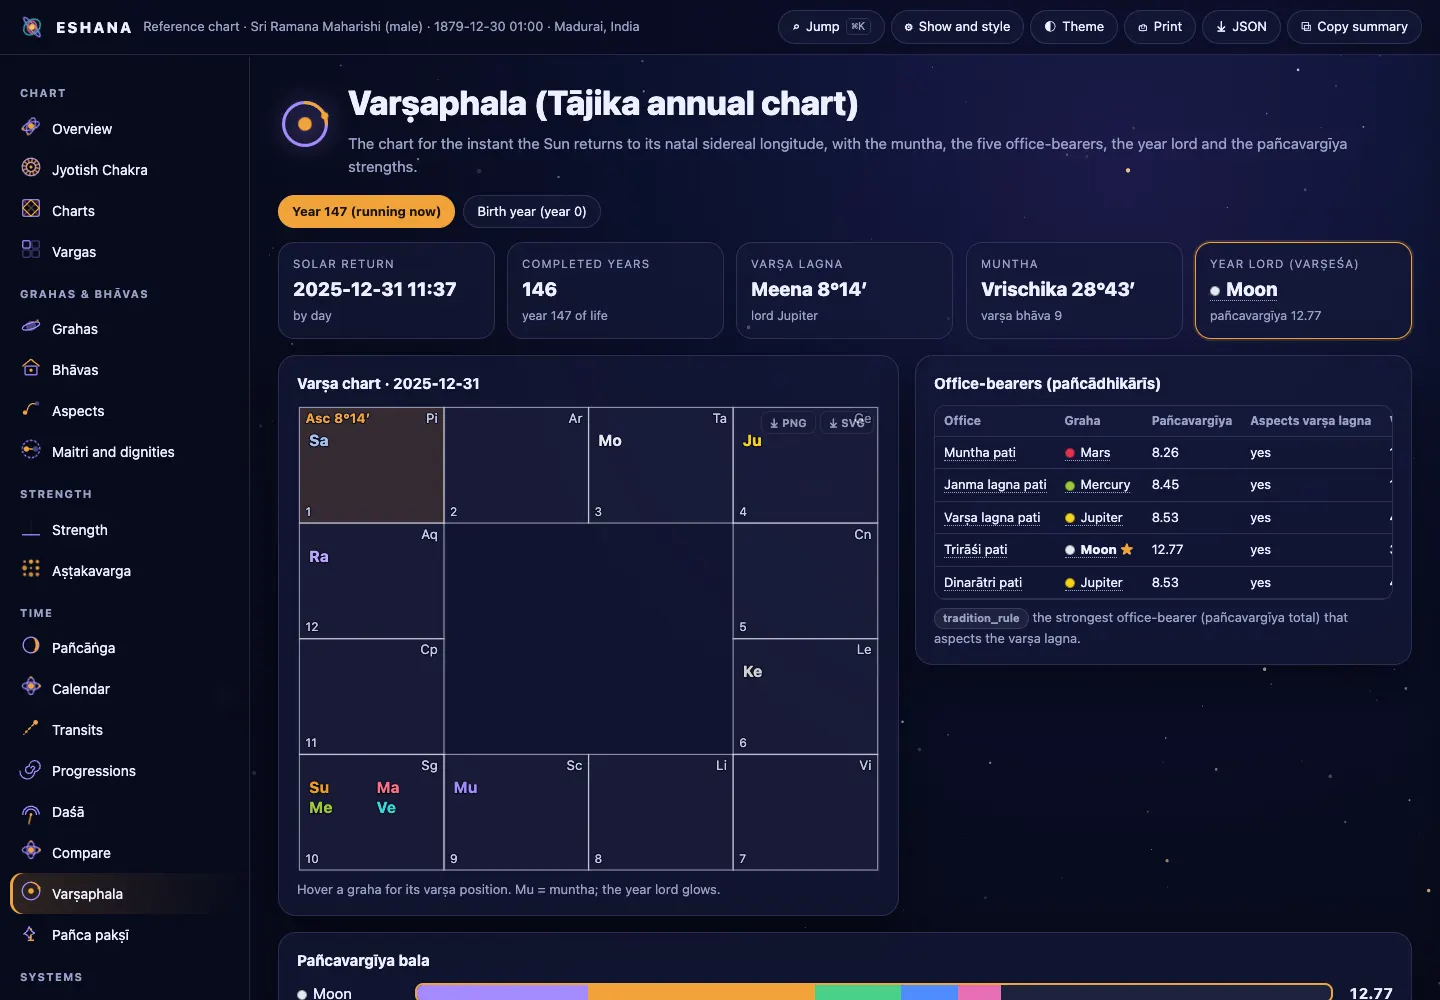 ESHANA
Reference chart · Sri Ramana Maharishi (male) · 1879-12-30 01:00 · Madurai, India
Jump ⌘K
Show and style
Theme
Print
JSON
Copy summary
CHART
Overview
Jyotish Chakra
Charts
Vargas
GRAHAS & BHĀVAS
Grahas
Bhāvas
Aspects
Maitri and dignities
STRENGTH
Strength
Aṣṭakavarga
TIME
Pañcāṅga
Calendar
Transits
Progressions
Daśā
Compare
Varṣaphala
Pañca pakṣī
SYSTEMS
Varṣaphala (Tājika annual chart)
The chart for the instant the Sun returns to its natal sidereal longitude, with the muntha, the five office-bearers, the year lord and the pañcavargīya
strengths.
Year 147 (running now)
Birth year (year 0)
SOLAR RETURN
2025-12-31 11:37
by day
COMPLETED YEARS
146
year 147 of life
VARṢA LAGNA
Meena 8°14′
lord Jupiter
MUNTHA
Vrischika 28°43′
varṣa bhāva 9
YEAR LORD (VARṢEŚA)
Moon
pañcavargīya 12.77
Varṣa chart · 2025-12-31
Asc 8°14′ Pi
Sa
1
Ar
2
Ta
Mo
3
PNG
SVG
Ge
Ju
4
Aq
Ra
12
Cn
5
Cp
11
Le
Ke
6
Sg
Su Ma
Me Ve
10
Sc
Mu
9
Li
8
Vi
7
Hover a graha for its varṣa position. Mu = muntha; the year lord glows.
Office-bearers (pañcādhikārīs)
Office Graha Pañcavargīya Aspects varṣa lagna
Muntha pati Mars 8.26 yes
Janma lagna pati Mercury 8.45 yes
Varṣa lagna pati Jupiter 8.53 yes
Trirāśi pati Moon 12.77 yes
Dinarātri pati Jupiter 8.53 yes
tradition_rule the strongest office-bearer (pañcavargīya total) that
aspects the varṣa lagna.
Pañcavargīya bala
Moon 12.77